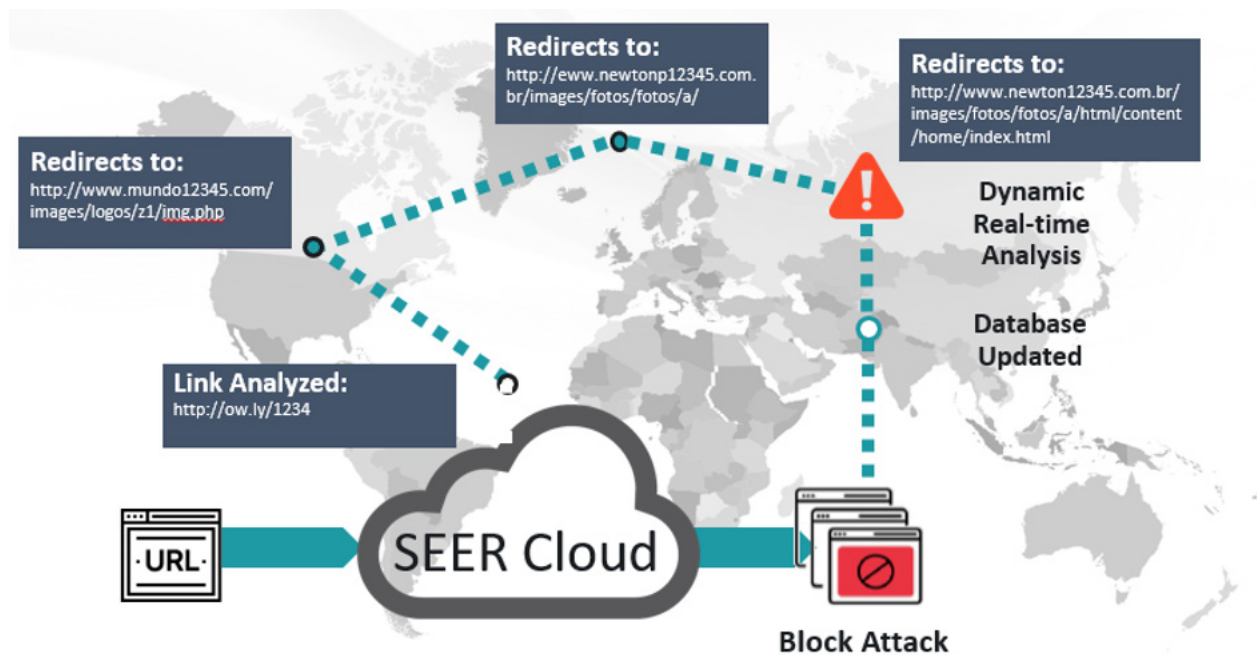 Redirects to:
http://eww.newtonp12345.com.
br/images/fotos/fotos/a/
Redirects to:
http://www.newton12345.com.br/
images/fotos/fotos/a/html/content
/home/index.html
Redirects to:
http://www.mundo12345.com/
images/logos/z1/img.php
Dynamic
Real-time
Analysis
Database
Updated
Link Analyzed:
http://ow.ly/1234
·URL·
SEER Cloud
Block Attack